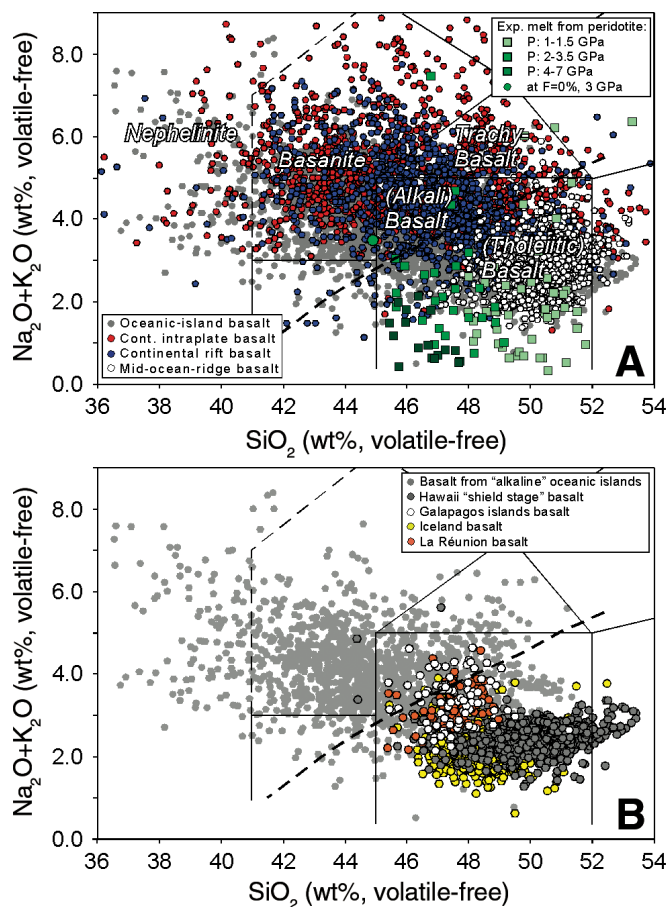 A
Exp. melt from peridotite:
P: 1-1.5 GPa
P: 2-3.5 GPa
P: 4-7 GPa
at F=0%, 3 GPa
8.0
6.0
4.0
2.0
0.0
Na2O+K2O (wt%, volatile-free)
Nephelinite
Basanite
Trachy-
Basalt
(Alkali)
Basalt
(Tholeiitic)
Basalt
Oceanic-island basalt
Cont. intraplate basalt
Continental rift basalt
Mid-ocean-ridge basalt
A
36 38 40 42 44 46 48 50 52 54
SiO2 (wt%, volatile-free)
Basalt from “alkaline” oceanic islands
Hawaii “shield stage” basalt
Galapagos islands basalt
Iceland basalt
La Réunion basalt
8.0
6.0
4.0
2.0
0.0
Na2O+K2O (wt%, volatile-free)
B
36 38 40 42 44 46 48 50 52 54
SiO2 (wt%, volatile-free)